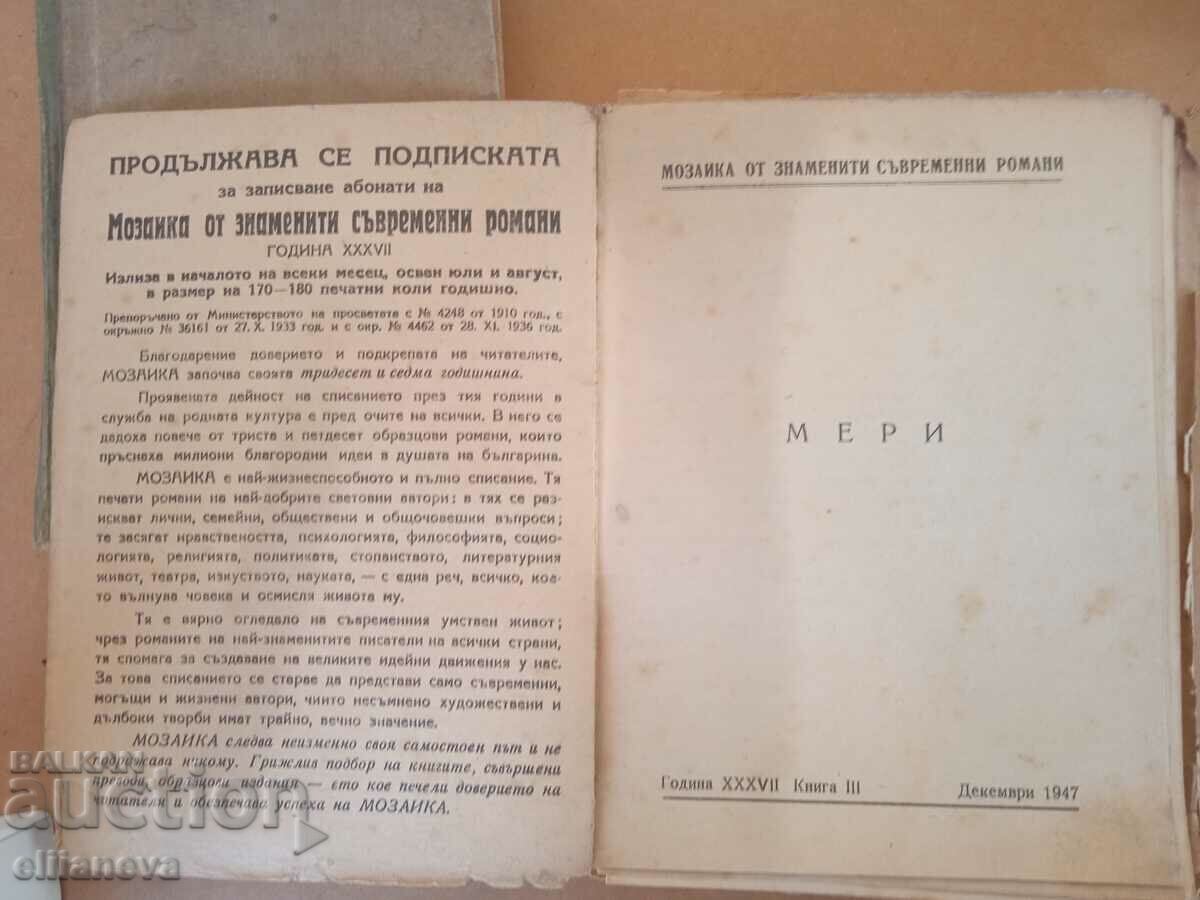 ПРОДЪЛЖАВА СЕ ПОДПИСКАТА
за записване абонати на
Мозайка от знаменити съвременни романи
ГОДИНА XXXVII
Излиза в началото на всеки месец, освен юли и август,
в размер на 170—180 печатни коли годишно.
Препоръчано от Министерството на просветата с № 4248 от 1910 год., с
окръжно № 36161 от 27. X. 1933 год. и с окр. № 4462 от 28. XI. 1936 год.
Благодарение доверието и подкрепата на читателите,
МОЗАЙКА започва своята тридесет и седма годишнина.
Проявената дейност на списанието през тия години в
служба на родната култура е пред очите на всички. В него се
дадоха повече от триста и петдесет образцови романи, които
пръснаха милиони благородни идеи в душата на българина.
МОЗАЙКА е най-жизнеспособното и пълно списание. Тя
печати романи на най-добрите световни автори; в тях се раз-
искват лични, семейни, обществени и общочовешки въпроси;
те засягат нравствеността, психологията, философията, социо-
логията, религията, политиката, стопанството, литературния
живот, театра, изкуството, науката, — с една реч, всичко, кое-
то вълнува човека и осмисля живота му.
Тя е вярно огледало на съвременния умствен живот;
чрез романите на най-знаменитите писатели на всички страни,
тя спомага за създаване на великите идейни движения у нас.
За това списанието се старае да представи само съвременни,
могъщи и жизнени автори, чиито несъмнено художествени и
дълбоки творби имат трайно, вечно значение.
МОЗАЙКА следва неизменно своя самостоен път и не
подражава никому. Грижлив подбор на книгите, съвършени
преводи, образцови издания — ето кое печели доверието на
читателя и обезпечава успеха на МОЗАЙКА.
МОЗАЙКА ОТ ЗНАМЕНИТИ СЪВРЕМЕННИ РОМАНИ
МЕРИ
Година XXXVII Книга III Декември 1947
BALKAN
auction
elijaneva